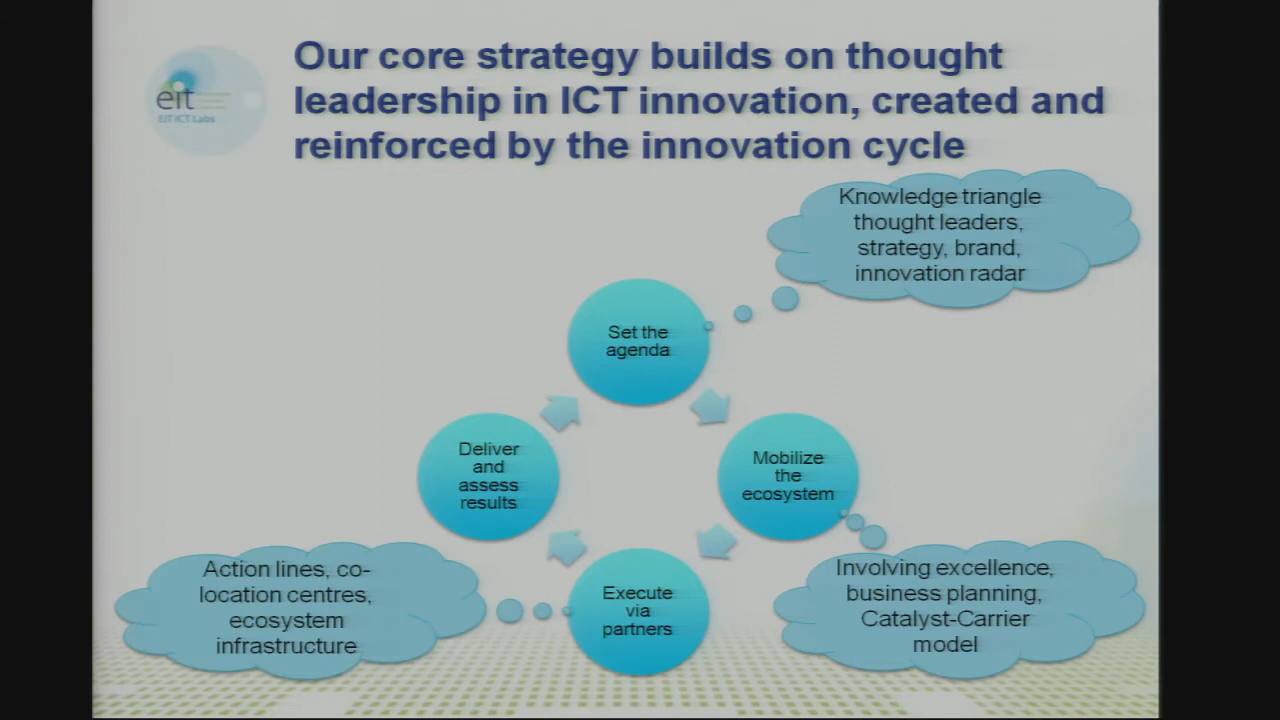 Our core strategy builds on thought
leadership in ICT innovation, created and
reinforced by the innovation cycle
eit
EIT ICT Labs
Knowledge triangle
thought leaders,
strategy, brand,
innovation radar
Set the
agenda
Deliver
and
assess
results
Mobilize
the
ecosystem
Execute
via
partners
Action lines, co-
location centres,
ecosystem
infrastructure
Involving excellence,
business planning,
Catalyst-Carrier
model